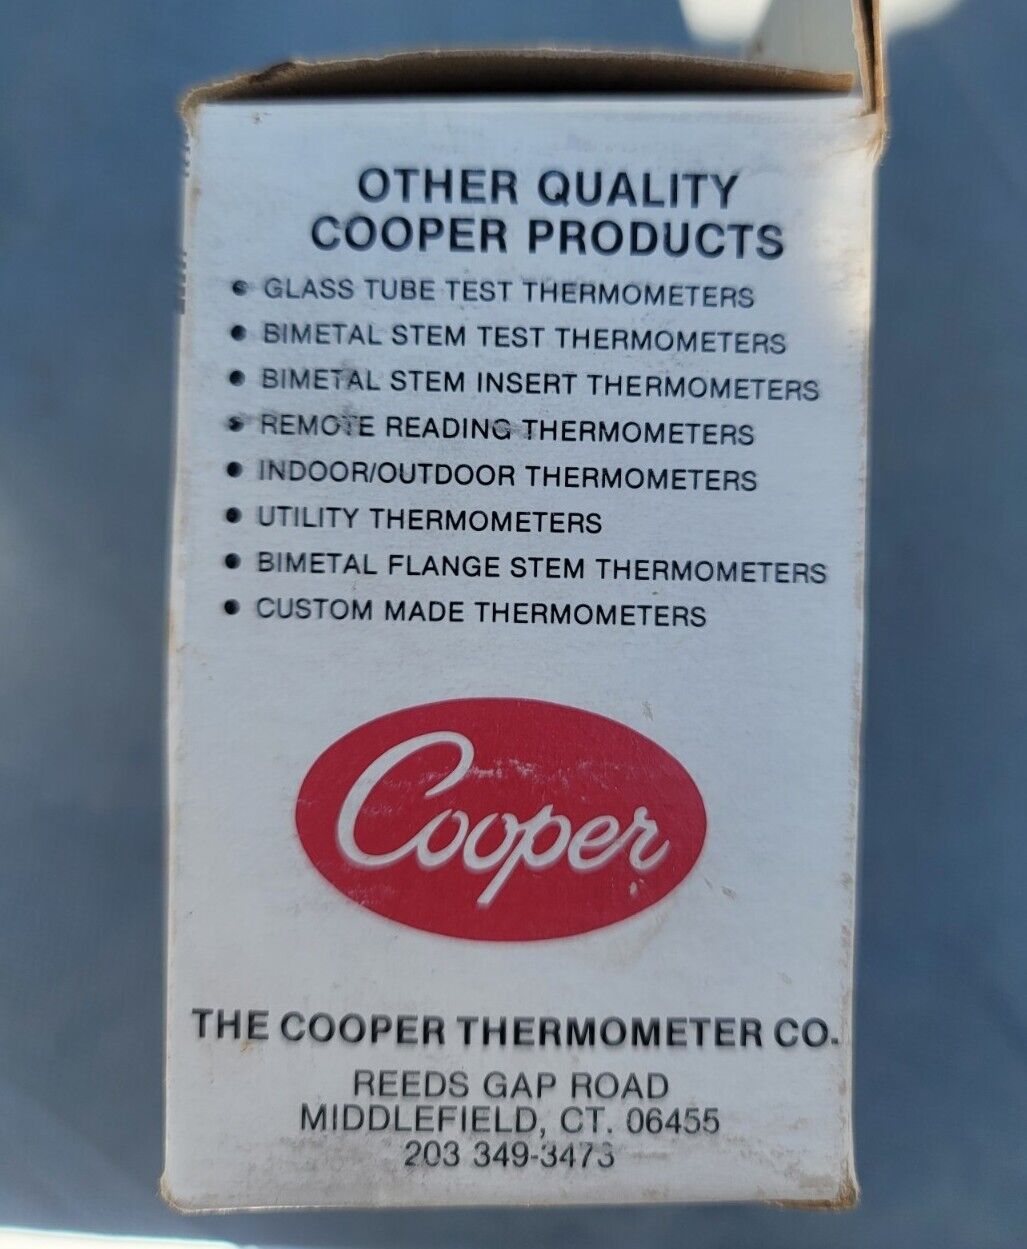 OTHER QUALITY
COOPER PRODUCTS
• GLASS TUBE TEST THERMOMETERS
• BIMETAL STEM TEST THERMOMETERS
• BIMETAL STEM INSERT THERMOMETERS
• REMOTE READING THERMOMETERS
• INDOOR/OUTDOOR THERMOMETERS
• UTILITY THERMOMETERS
• BIMETAL FLANGE STEM THERMOMETERS
• CUSTOM MADE THERMOMETERS
Cooper
THE COOPER THERMOMETER CO.
REEDS GAP ROAD
MIDDLEFIELD, CT. 06455
203 349-3473